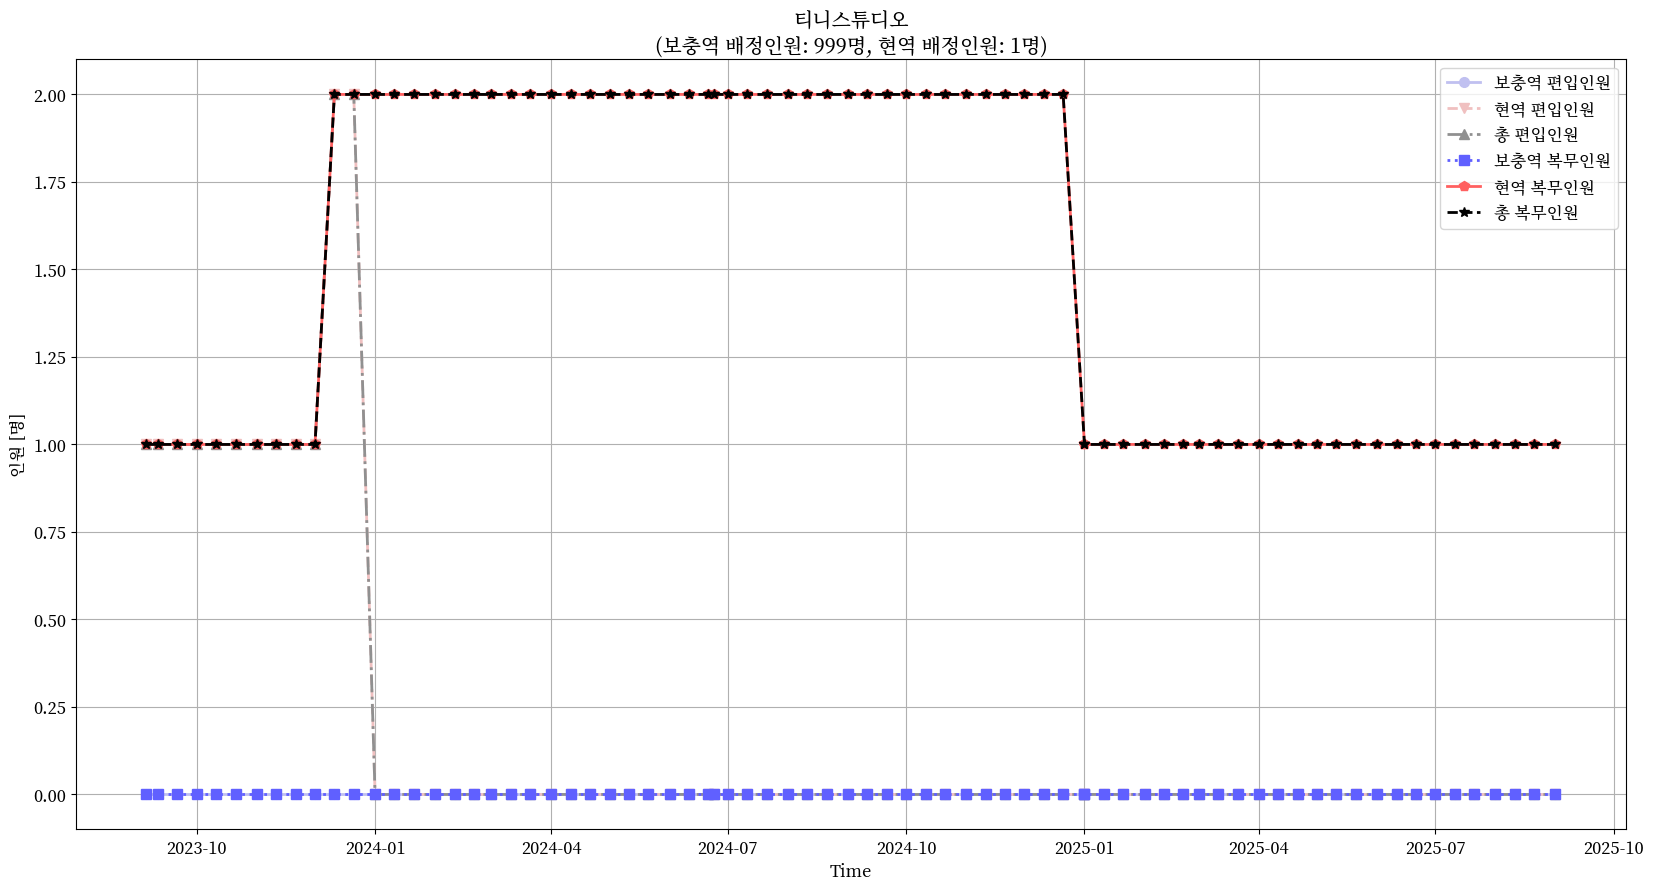 티니스튜디오
(보충역 배정인원: 999명, 현역 배정인원: 1명)
보충역 편입인원
현역 편입인원
총 편입인원
보충역 복무인원
현역 복무인원
총 복무인원
인원 [명]
2.00
1.75
1.50
1.25
1.00
0.75
0.50
0.25
0.00
2023-10
2024-01
2024-04
2024-07
2024-10
2025-01
2025-04
2025-07
2025-10
Time